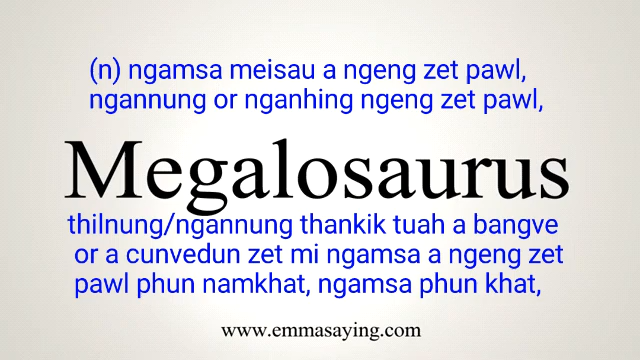 (n) ngamsa meisau a ngeng zet pawl,
ngannung or nganhing ngeng zet pawl,
Megalosaurus
thilnung/ngannung thankik tuah a bangve
or a cunvedun zet mi ngamsa a ngeng zet
pawl phun namkhat, ngamsa phun khat,
www.emmasaying.com